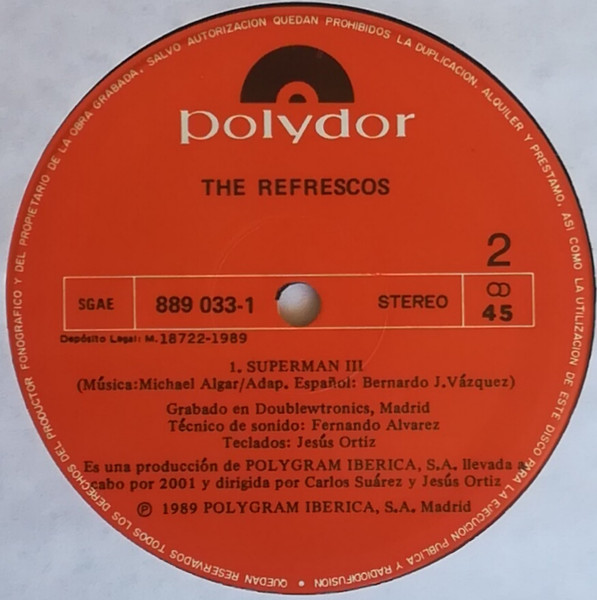 QUEDAN RESERVADOS TODOS LOS DERECHOS DEL PRODUCTOR FONOGRAFICO Y DEL PROPIETARIO DE LA OBRA GRABADA. SALVO AUTORIZACION QUEDAN PROHIBIDOS LA DUPLICACION, ALQUILER Y PRESTAMO, ASI COMO LA UTILIZACION DE ESTE DISCO PARA LA EJECUCION PUBLICA Y RADIODIFUSION •
polydor
THE REFRESCOS
2
SGAE 889 033-1 STEREO 45
Depósito Legal: M. 18722-1989
1. SUPERMAN III
(Música:Michael Algar/Adap. Español: Bernardo J.Vázquez)
Grabado en Doublewtronics, Madrid
Técnico de sonido: Fernando Alvarez
Teclados: Jesús Ortiz
Es una producción de POLYGRAM IBERICA, S.A. llevada a
cabo por 2001 y dirigida por Carlos Suárez y Jesús Ortiz
℗ 1989 POLYGRAM IBERICA, S.A. Madrid